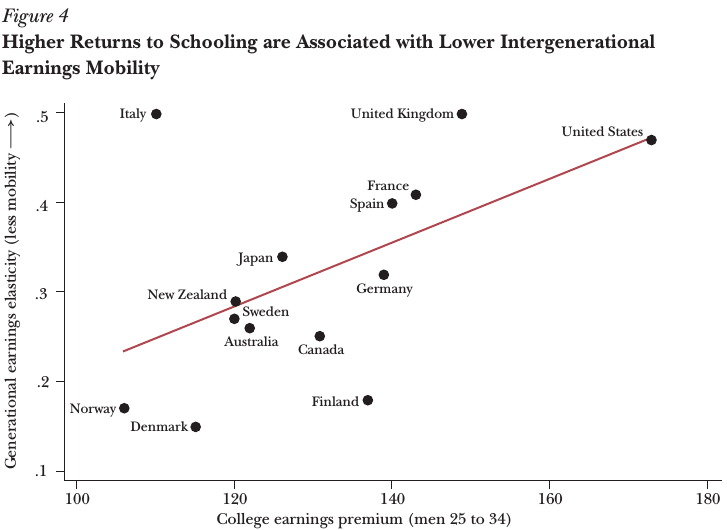 Figure 4
Higher Returns to Schooling are Associated with Lower Intergenerational
Earnings Mobility
Generational earnings elasticity (less mobility ⟶)
.5
.4
.3
.2
.1
Italy
United Kingdom
United States
France
Spain
Japan
Germany
New Zealand
Sweden
Australia
Canada
Finland
Norway
Denmark
100
120
140
160
180
College earnings premium (men 25 to 34)